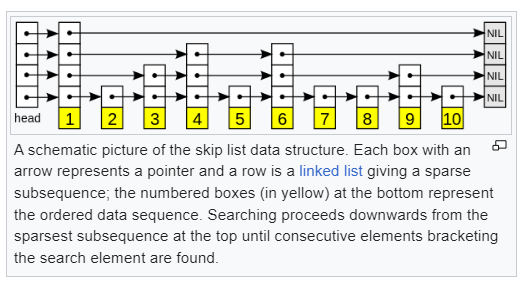 NIL
NIL
NIL
NIL
head 1 2 3 4 5 6 7 8 9 10
A schematic picture of the skip list data structure. Each box with an
arrow represents a pointer and a row is a linked list giving a sparse
subsequence; the numbered boxes (in yellow) at the bottom represent
the ordered data sequence. Searching proceeds downwards from the
sparsest subsequence at the top until consecutive elements bracketing
the search element are found.